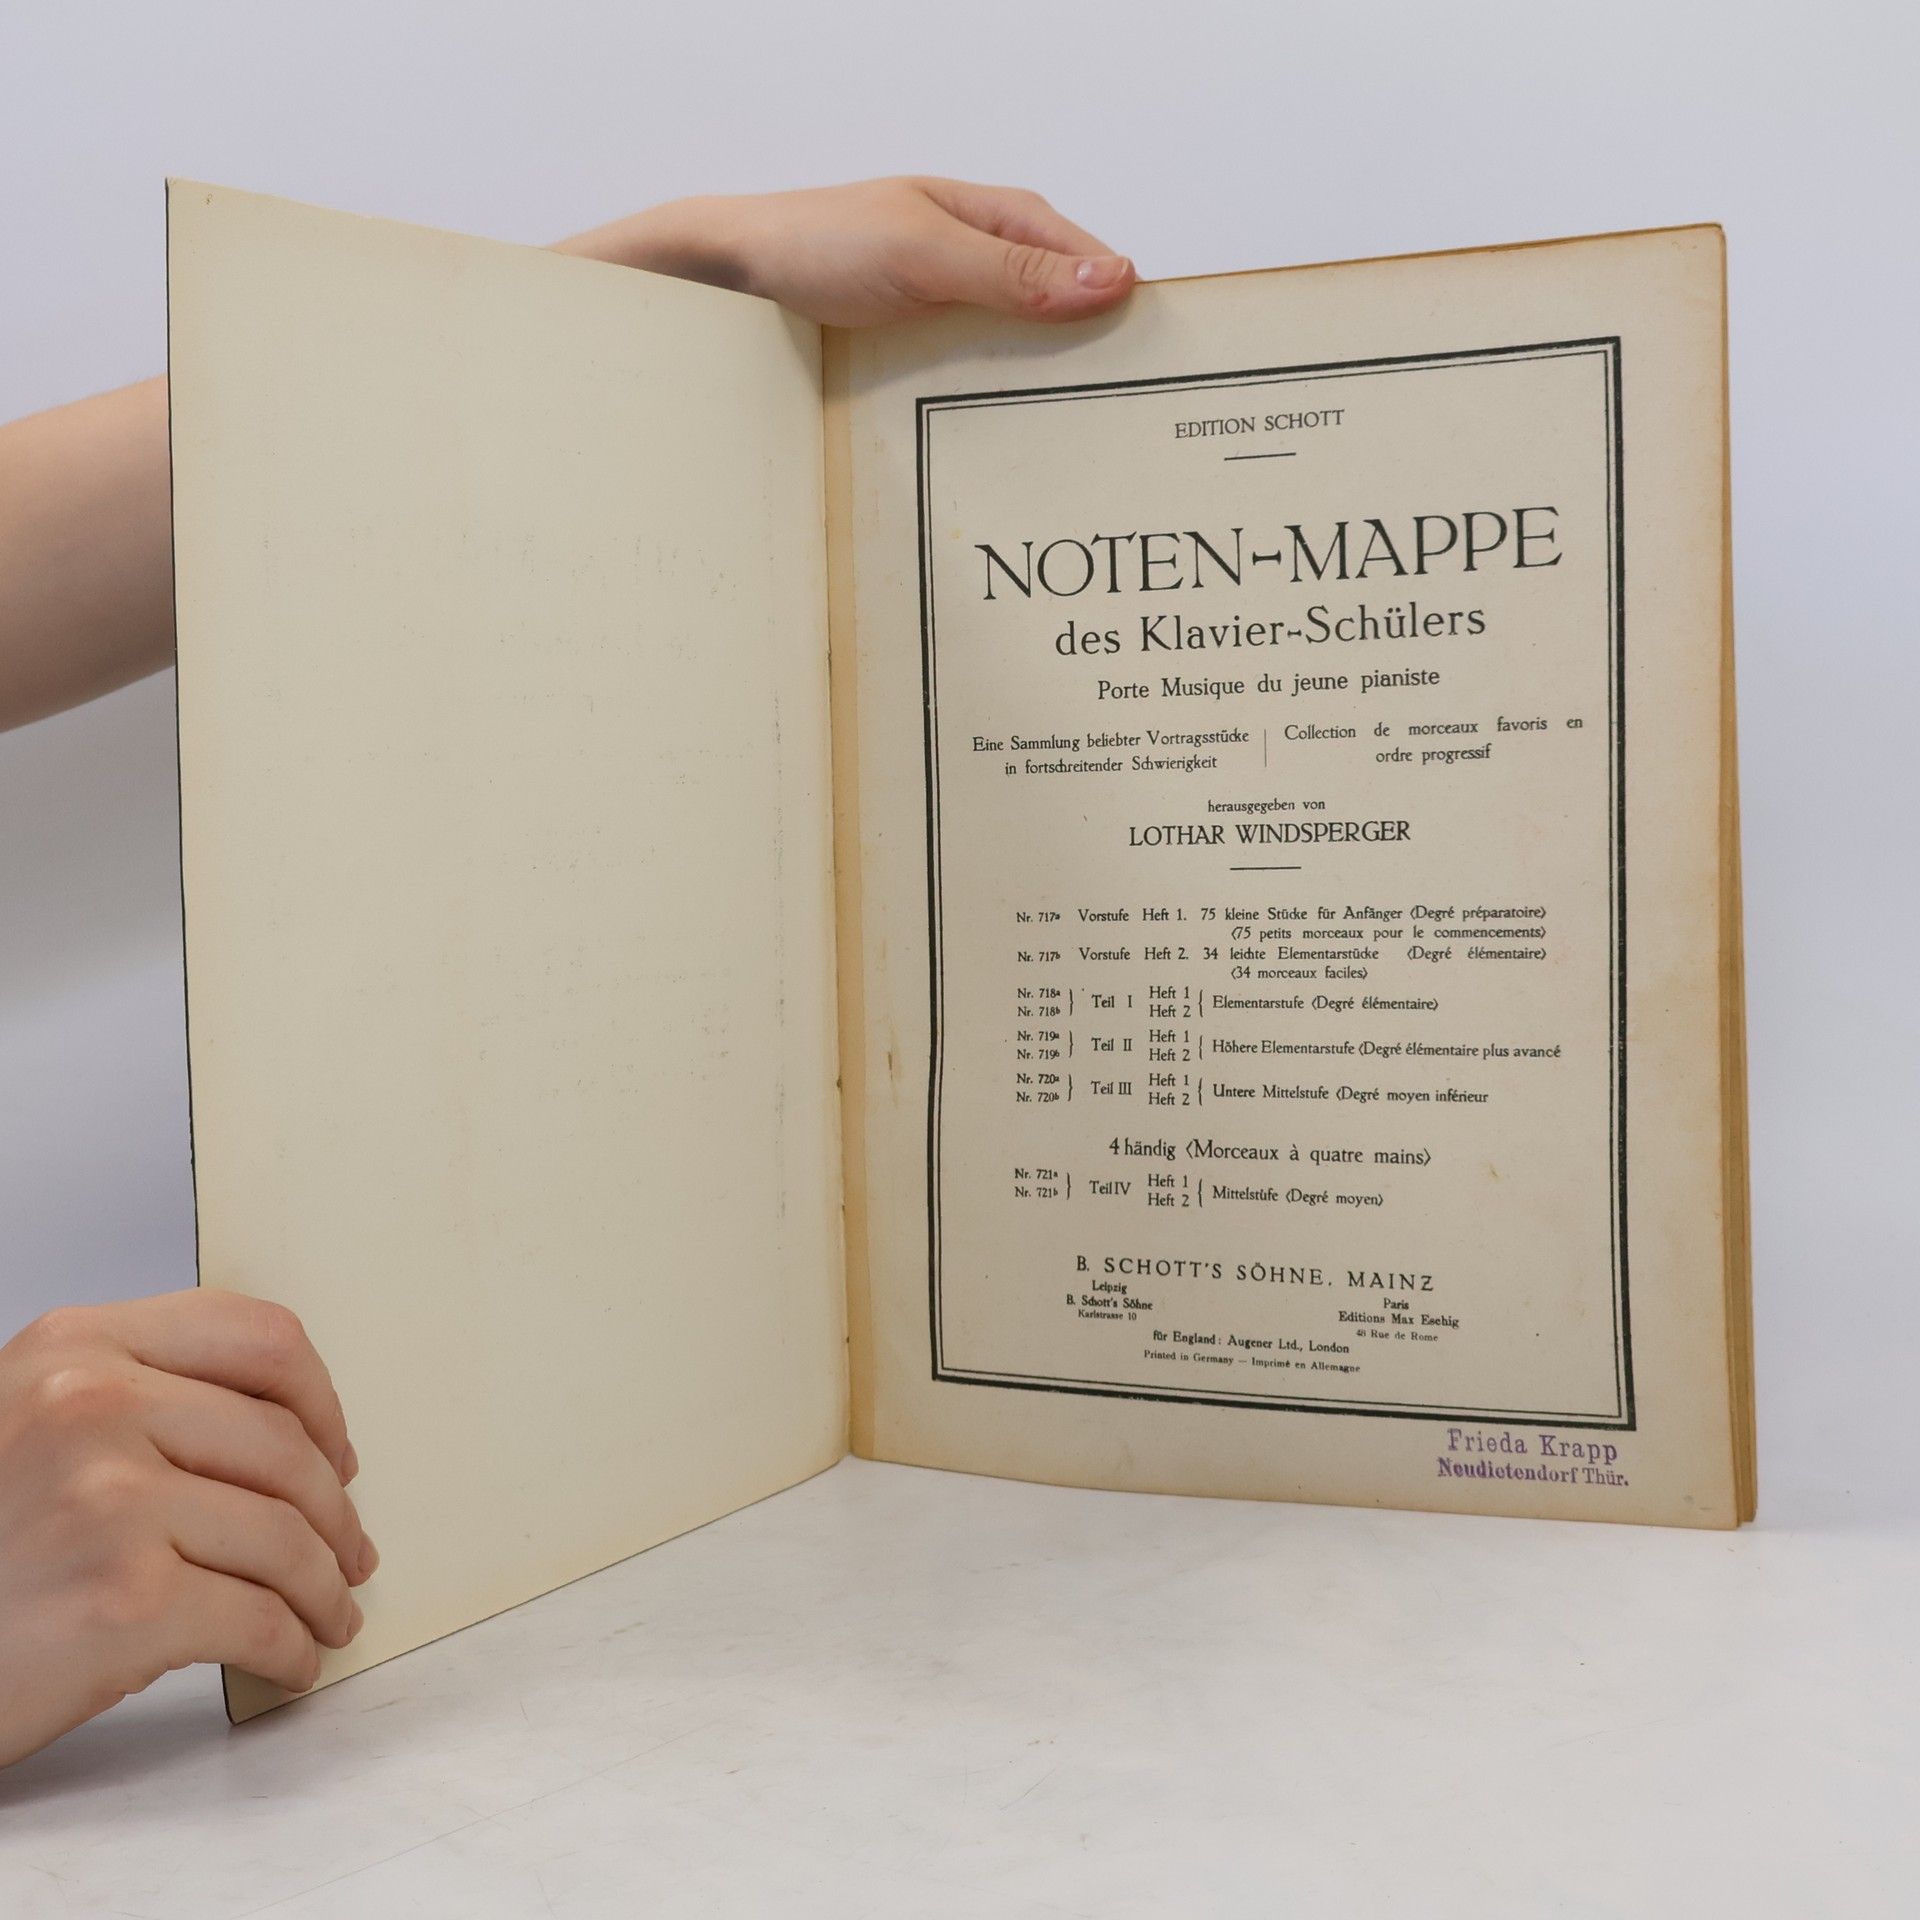 EDITION SCHOTT
NOTEN-MAPPE
des Klavier-Schülers
Porte Musique du jeune pianiste
Eine Sammlung beliebter Vortragsstücke
in fortschreitender Schwierigkeit
Collection de morceaux favoris en
ordre progressif
herausgegeben von
LOTHAR WINDSPERGER
Nr. 717a Vorstufe Heft 1. 75 kleine Stücke für Anfänger (Degré préparatoire)
(75 petits morceaux pour le commencements)
Nr. 717b Vorstufe Heft 2. 34 leichte Elementarstücke (Degré élémentaire)
(34 morceaux faciles)
Nr. 718a } Teil I Heft 1 { Elementarstufe (Degré élémentaire)
Nr. 718b } Heft 2
Nr. 719a } Teil II Heft 1 { Höhere Elementarstufe (Degré élémentaire plus avancé
Nr. 719b } Heft 2
Nr. 720a } Teil III Heft 1 { Untere Mittelstufe (Degré moyen inférieur
Nr. 720b } Heft 2
4 händig (Morceaux à quatre mains)
Nr. 721a } Teil IV Heft 1 { Mittelstufe (Degré moyen)
Nr. 721b } Heft 2
B. SCHOTT'S SÖHNE, MAINZ
Leipzig
B. Schott's Söhne
Karlstrasse 10
Paris
Editions Max Eschig
48 Rue de Rome
für England: Augener Ltd., London
Printed in Germany — Imprimé en Allemagne
Frieda Krapp
Neudietendorf Thür.